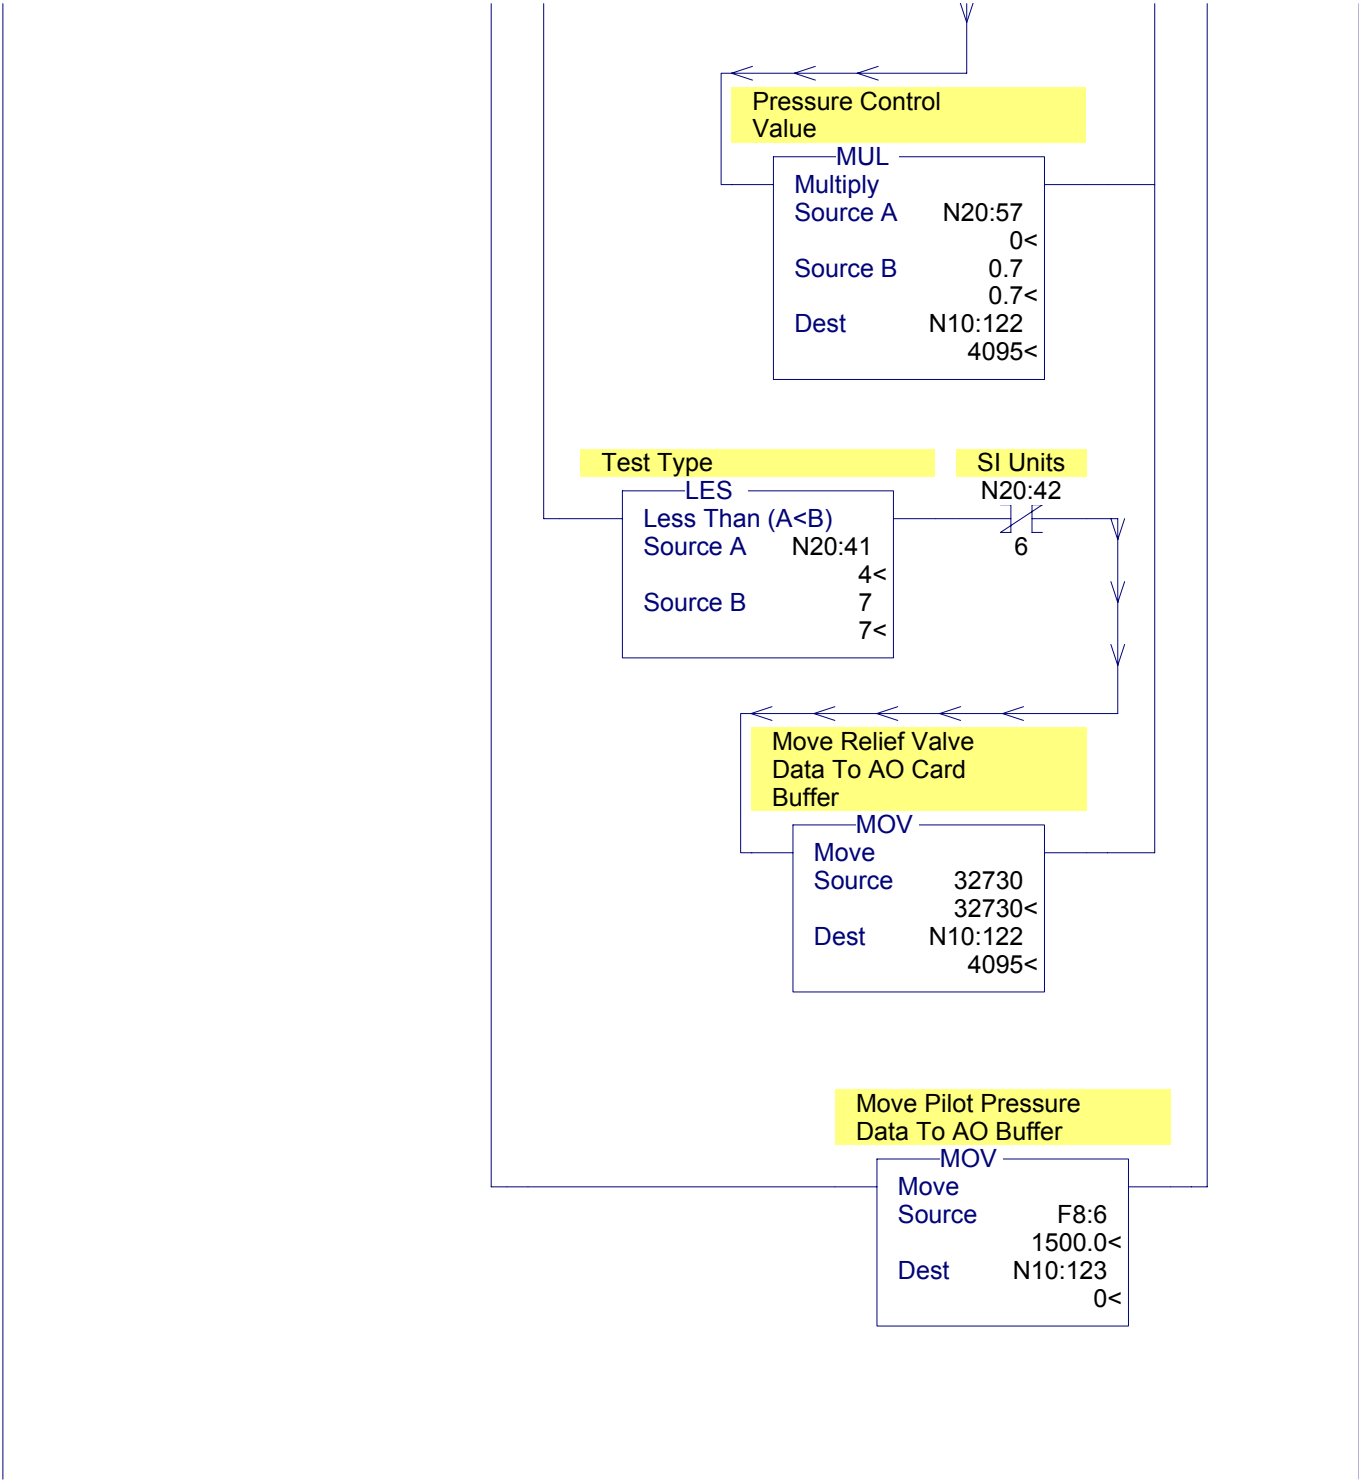 Pressure Control
Value
MUL
Multiply
Source A N20:57
0<
Source B 0.7
0.7<
Dest N10:122
4095<
Test Type
LES
Less Than (A<B)
Source A N20:41
4<
Source B 7
7<
SI Units
N20:42
6
Move Relief Valve
Data To AO Card
Buffer
MOV
Move
Source 32730
32730<
Dest N10:122
4095<
Move Pilot Pressure
Data To AO Buffer
MOV
Move
Source F8:6
1500.0<
Dest N10:123
0<